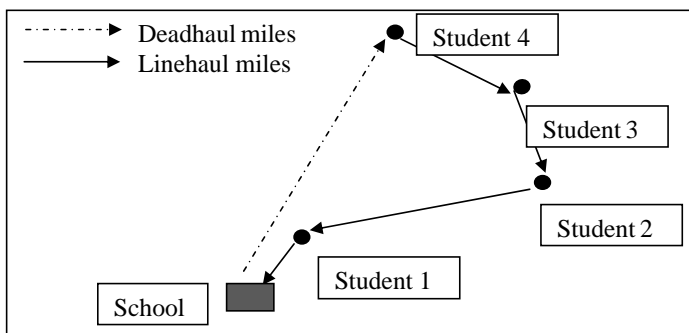 Deadhaul miles
Linehaul miles
Student 4
Student 3
Student 2
Student 1
School